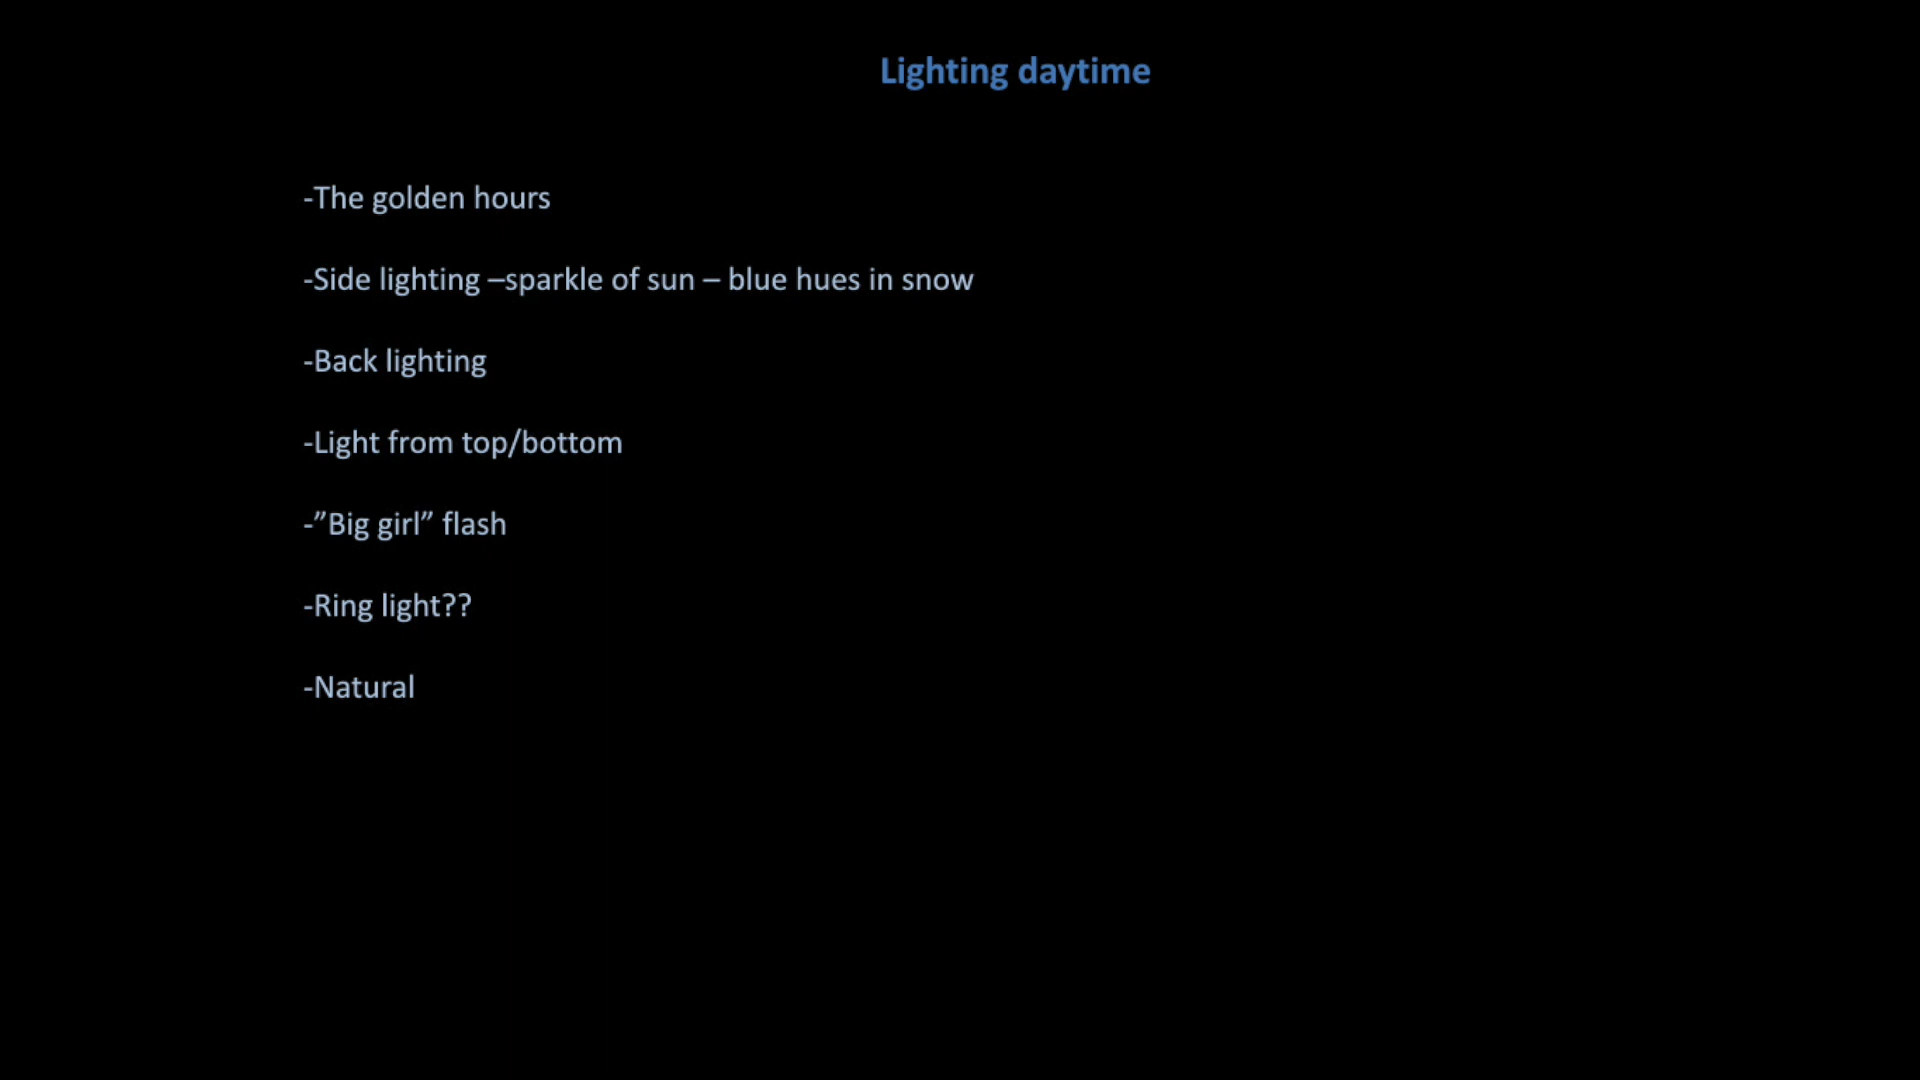 Lighting daytime
-The golden hours
-Side lighting –sparkle of sun – blue hues in snow
-Back lighting
-Light from top/bottom
-”Big girl” flash
-Ring light??
-Natural